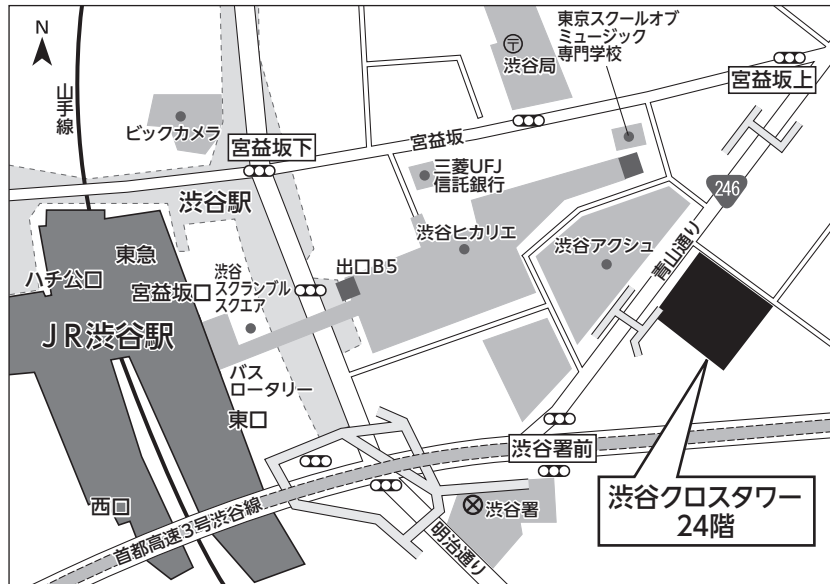 N
山手線
ビックカメラ
宮益坂下
宮益坂
渋谷局
東京スクールオブ
ミュージック
専門学校
宮益坂上
三菱UFJ
信託銀行
246
渋谷駅
渋谷ヒカリエ
渋谷アクシュ
青山通り
東急
ハチ公口
宮益坂口
渋谷
スクランブル
スクエア
出口B5
JR渋谷駅
バス
ロータリー
東口
西口
首都高速3号渋谷線
渋谷署前
渋谷署
明治通り
渋谷クロスタワー
24階